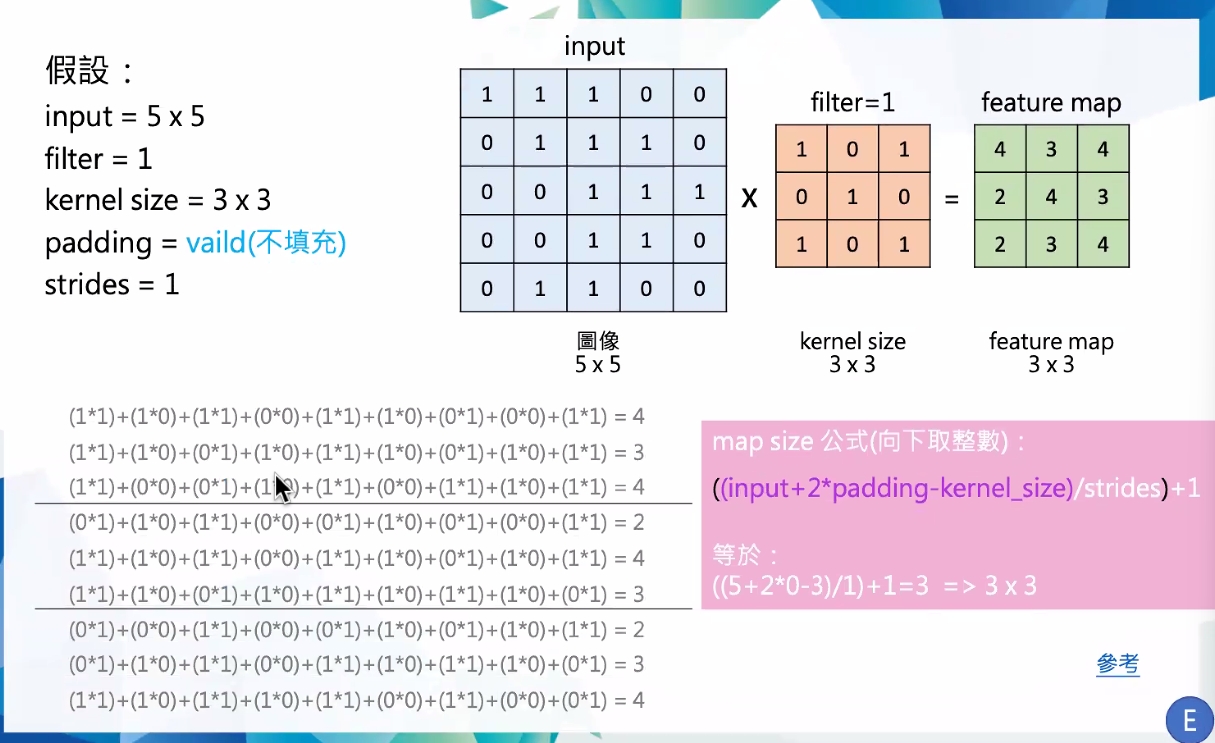 假設：
input = 5 x 5
filter = 1
kernel size = 3 x 3
padding = vaild(不填充)
strides = 1
input
1 1 1 0 0
0 1 1 1 0
0 0 1 1 1
0 0 1 1 0
0 1 1 0 0
圖像
5 x 5
X
filter=1
1 0 1
0 1 0
1 0 1
kernel size
3 x 3
=
feature map
4 3 4
2 4 3
2 3 4
feature map
3 x 3
(1*1)+(1*0)+(1*1)+(0*0)+(1*1)+(1*0)+(0*1)+(0*0)+(1*1) = 4
(1*1)+(1*0)+(0*1)+(1*0)+(1*1)+(1*0)+(0*1)+(1*0)+(1*1) = 3
(1*1)+(0*0)+(0*1)+(1*0)+(1*1)+(0*0)+(1*1)+(1*0)+(1*1) = 4
(0*1)+(1*0)+(1*1)+(0*0)+(0*1)+(1*0)+(0*1)+(0*0)+(1*1) = 2
(1*1)+(1*0)+(1*1)+(0*0)+(1*1)+(1*0)+(0*1)+(1*0)+(1*1) = 4
(1*1)+(1*0)+(0*1)+(1*0)+(1*1)+(1*0)+(1*1)+(1*0)+(0*1) = 3
(0*1)+(0*0)+(1*1)+(0*0)+(0*1)+(1*0)+(0*1)+(1*0)+(1*1) = 2
(0*1)+(1*0)+(1*1)+(0*0)+(1*1)+(1*0)+(1*1)+(1*0)+(0*1) = 3
(1*1)+(1*0)+(1*1)+(1*0)+(1*1)+(0*0)+(1*1)+(0*0)+(0*1) = 4
map size 公式(向下取整數)：
((input+2*padding-kernel_size)/strides)+1
等於：
((5+2*0-3)/1)+1=3 => 3 x 3
參考
E